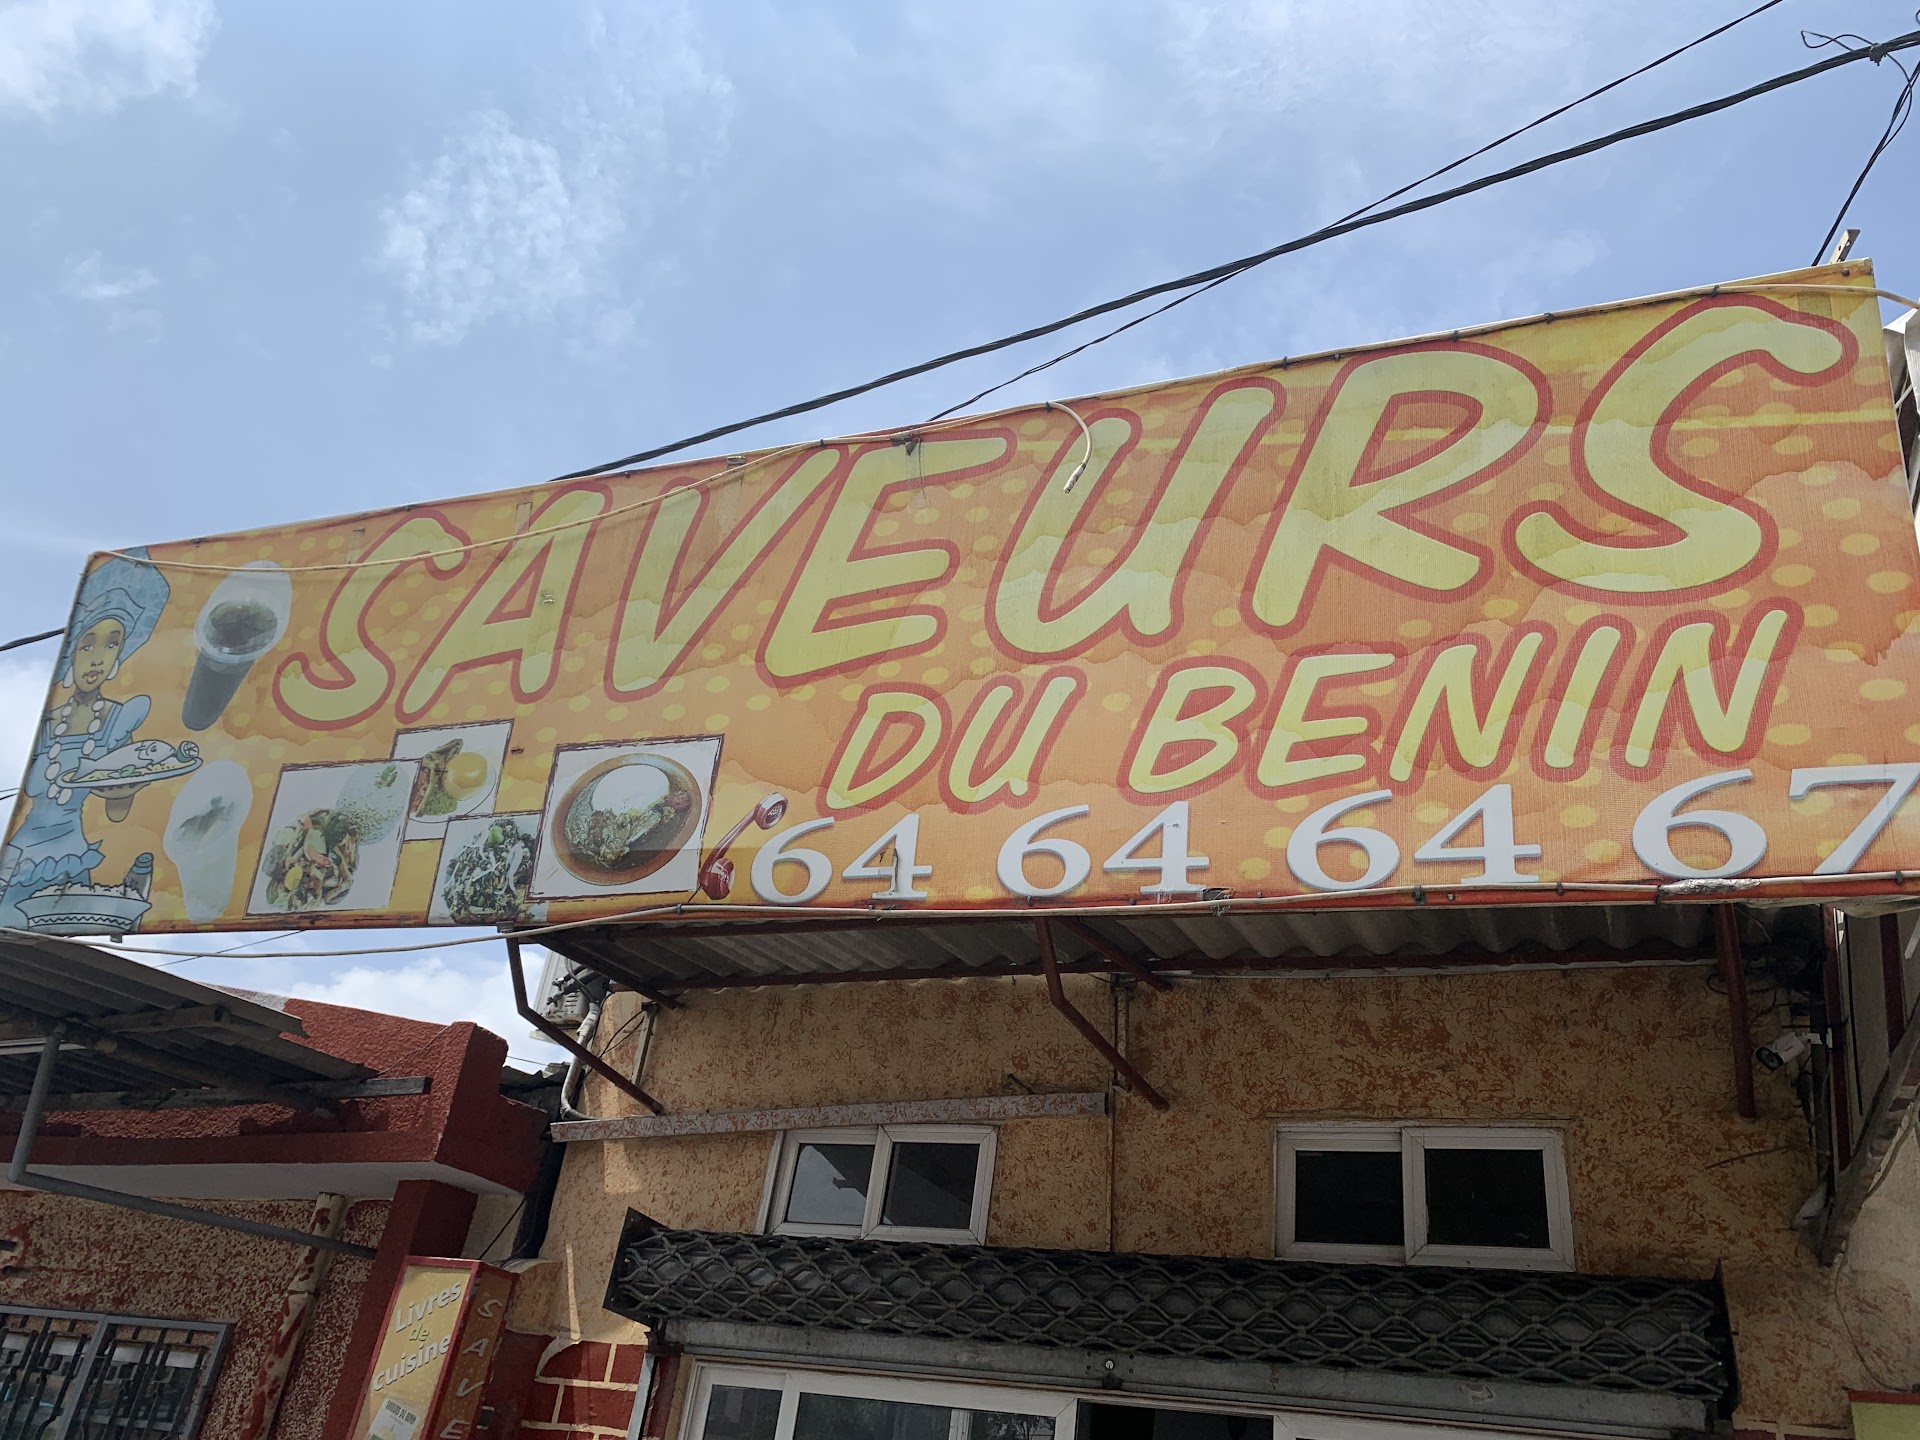 SAVEURS
DU BENIN
64 64 64 67
Livres
de
cuisine
SAVE